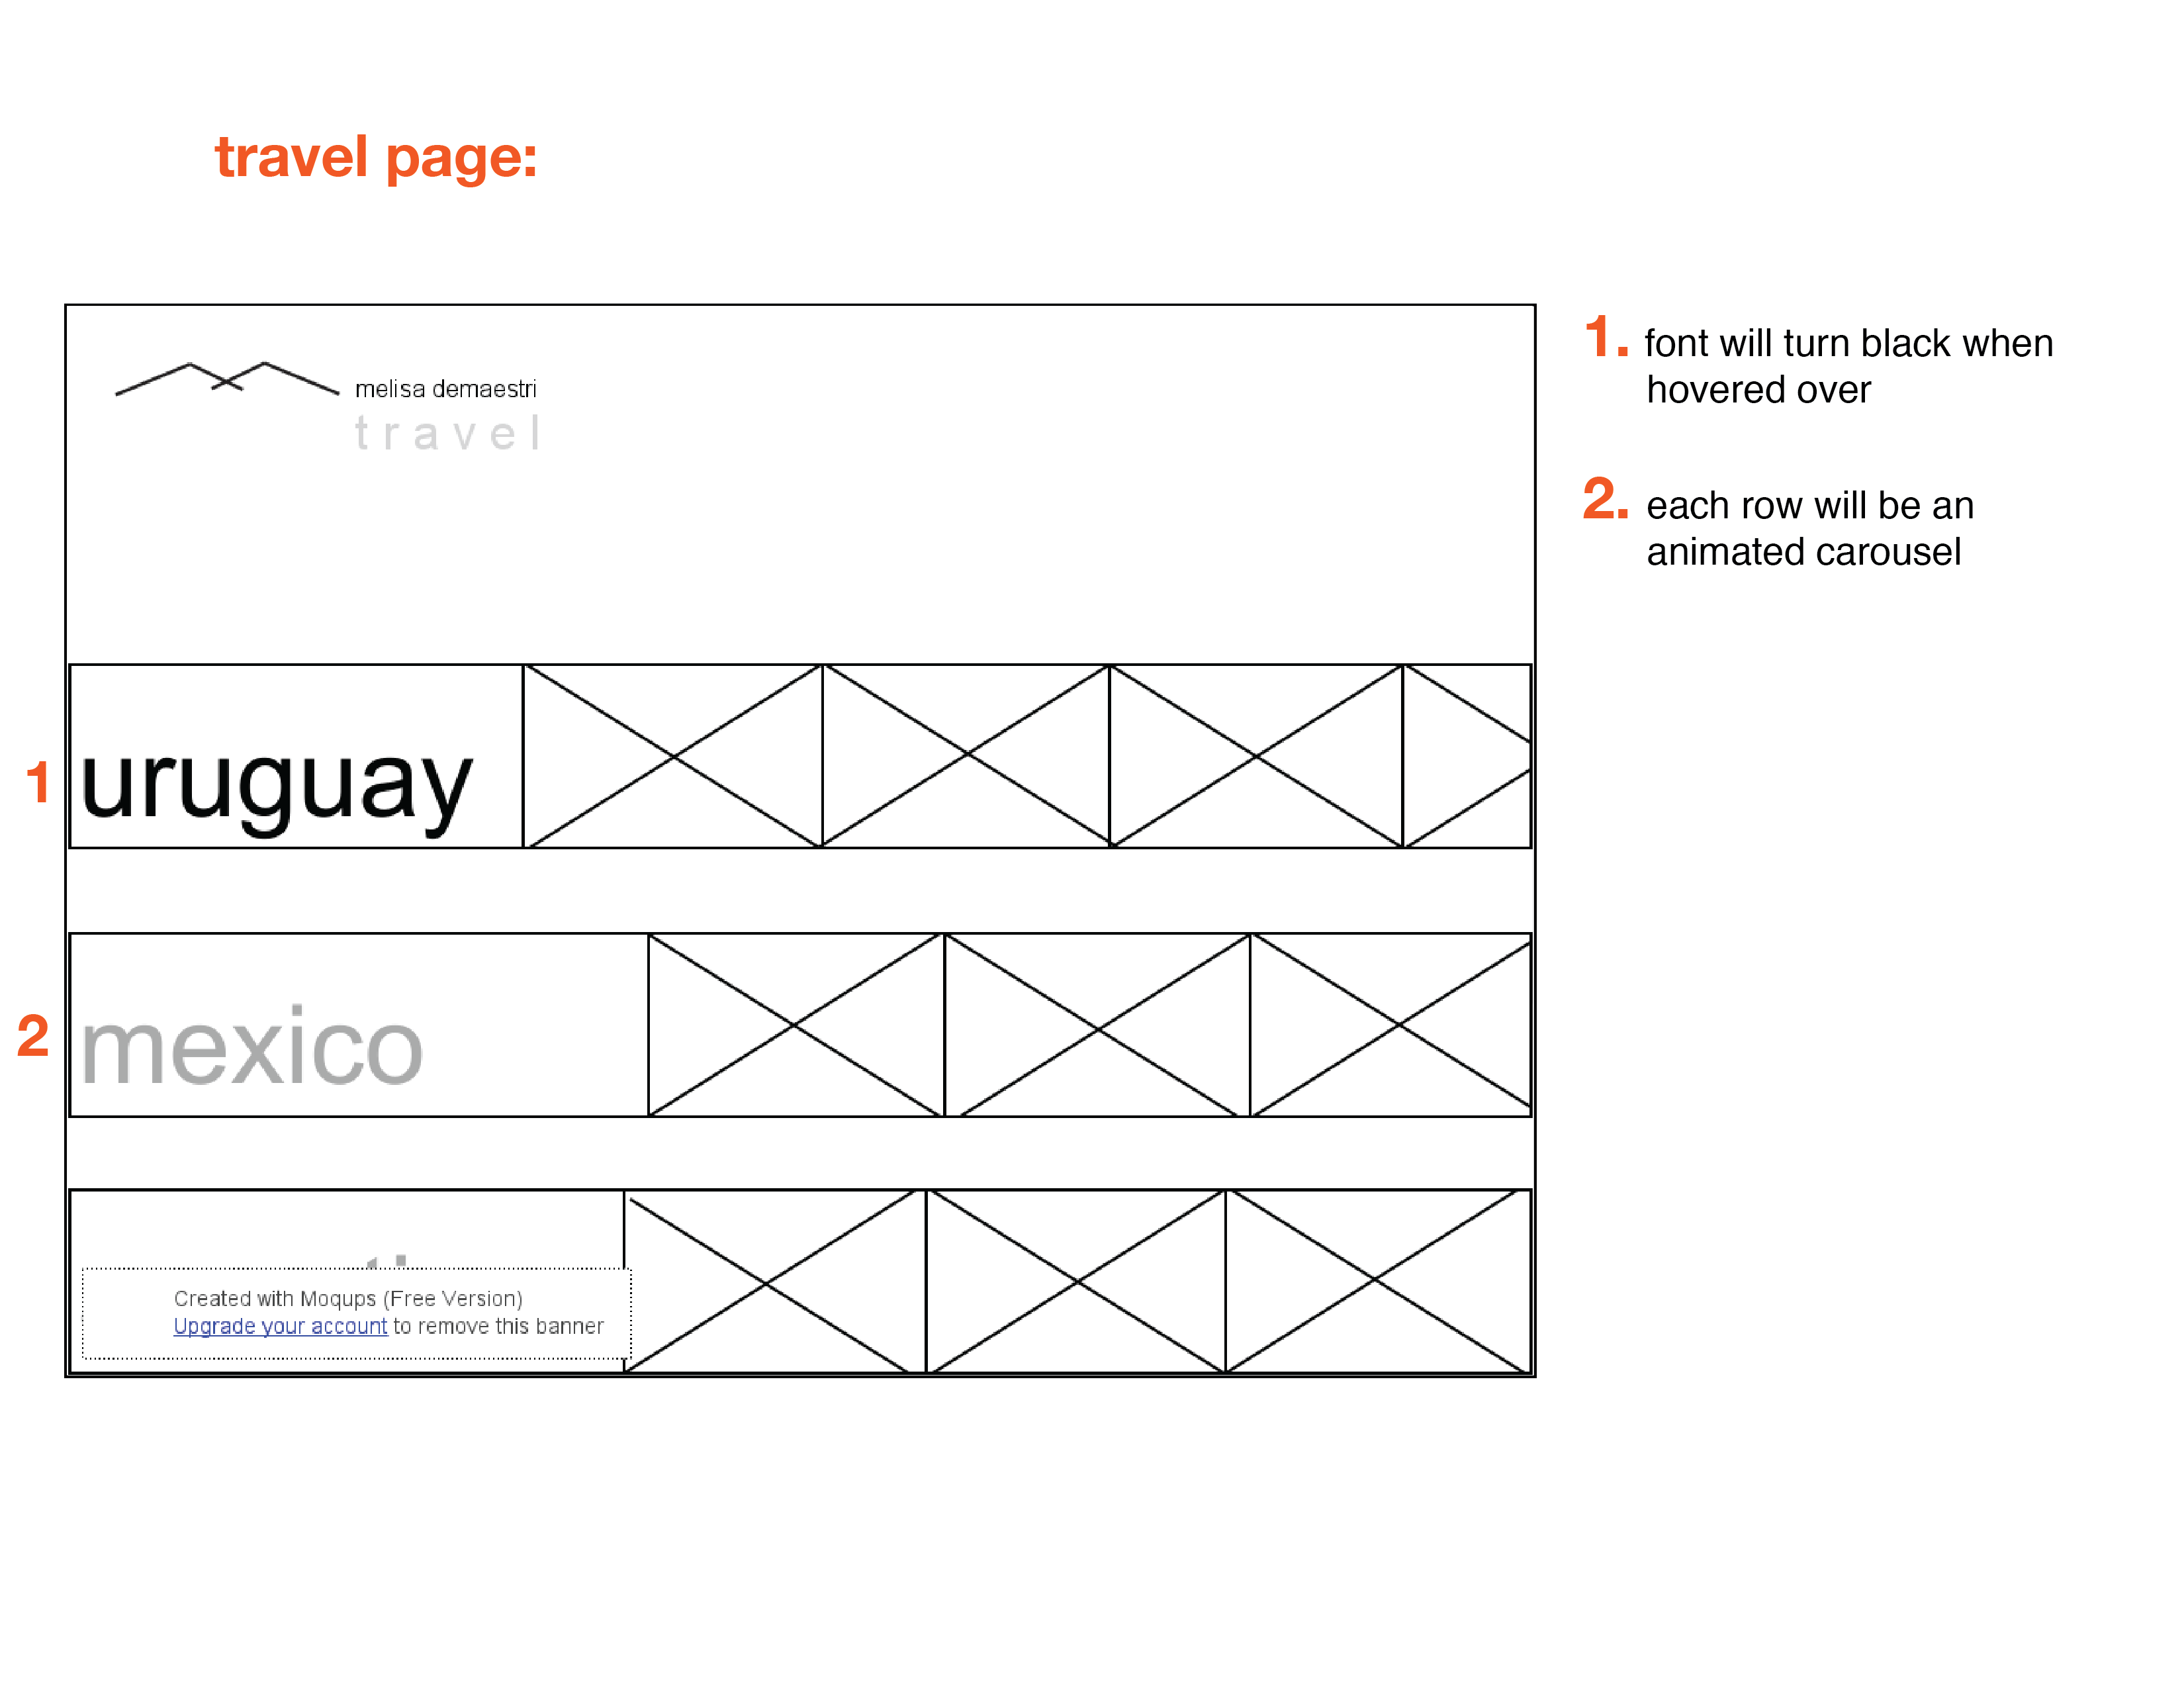 travel page:
melisa demaestri
travel
1. font will turn black when
hovered over
2. each row will be an
animated carousel
1
uruguay
2
mexico
Created with Moqups (Free Version)
Upgrade your account to remove this banner